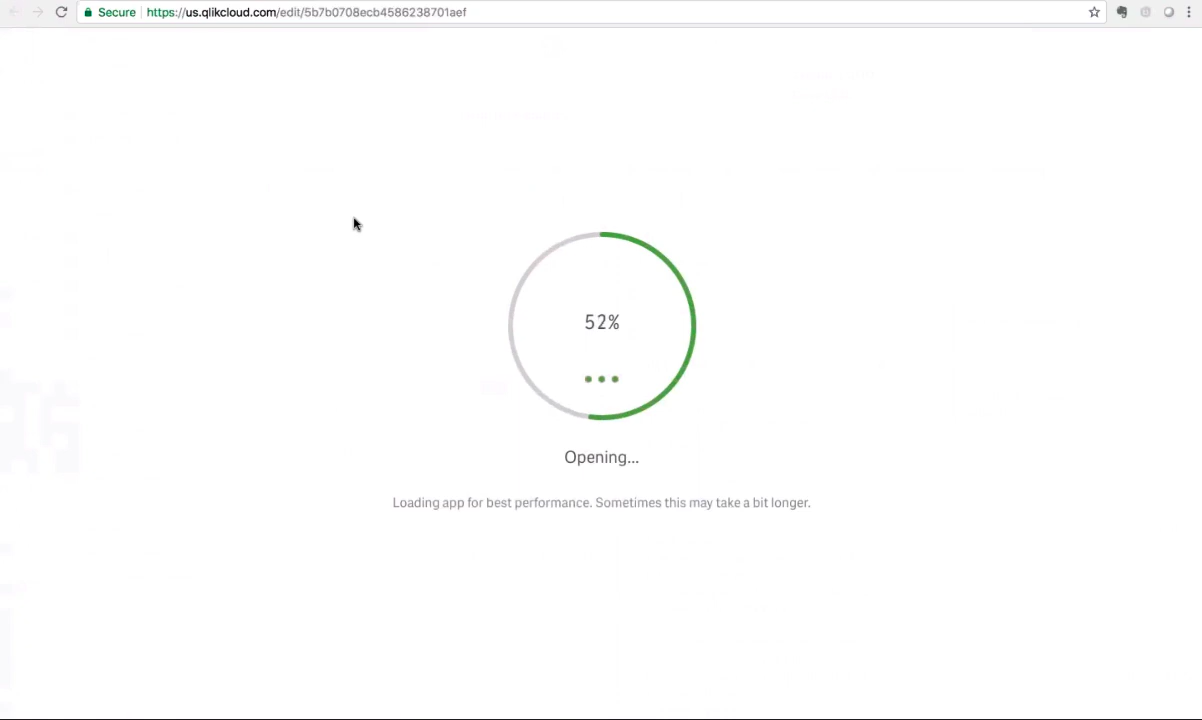 Secure https://us.qlikcloud.com/edit/5b7b0708ecb4586238701aef
52%
Opening...
Loading app for best performance. Sometimes this may take a bit longer.